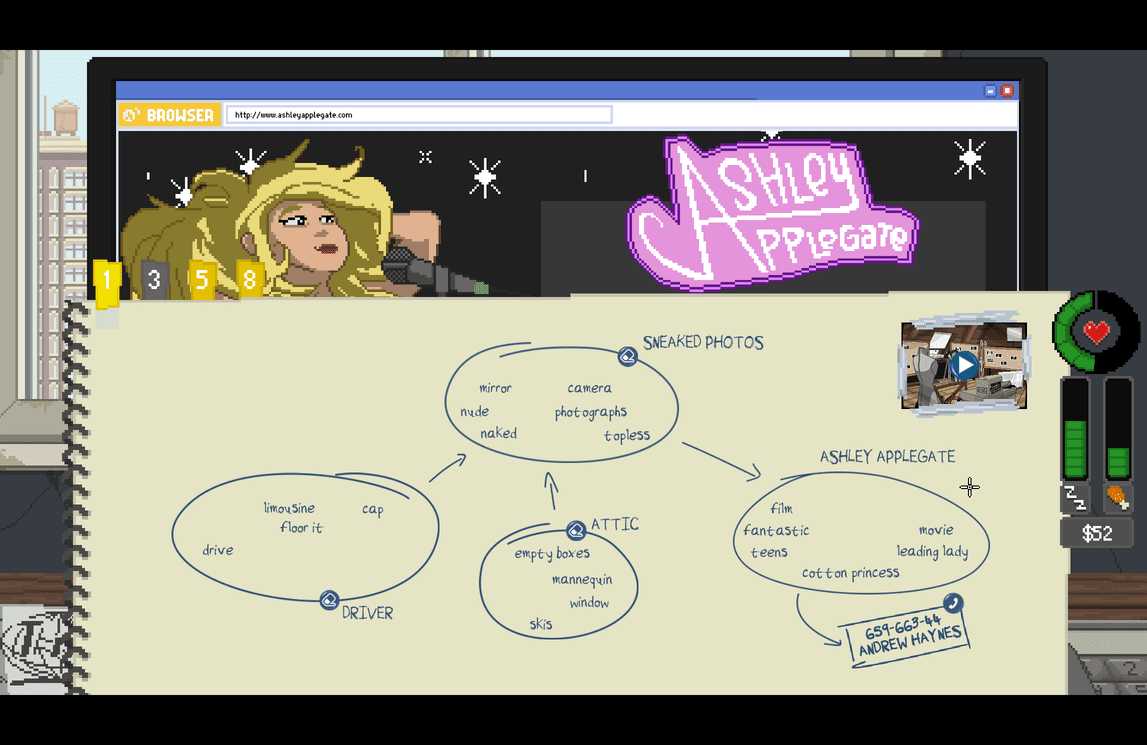 BROWSER
http://www.ashleyapplegate.com
ASHLEY
APPLEGATE
1 3 5 8
SNEAKED PHOTOS
mirror camera
nude photographs
naked topless
ASHLEY APPLEGATE
film
fantastic movie
teens leading lady
cotton princess
limousine cap
floor it
drive
DRIVER
ATTIC
empty boxes
mannequin
window
skis
659-663-44
ANDREW HAYNES
$52
2